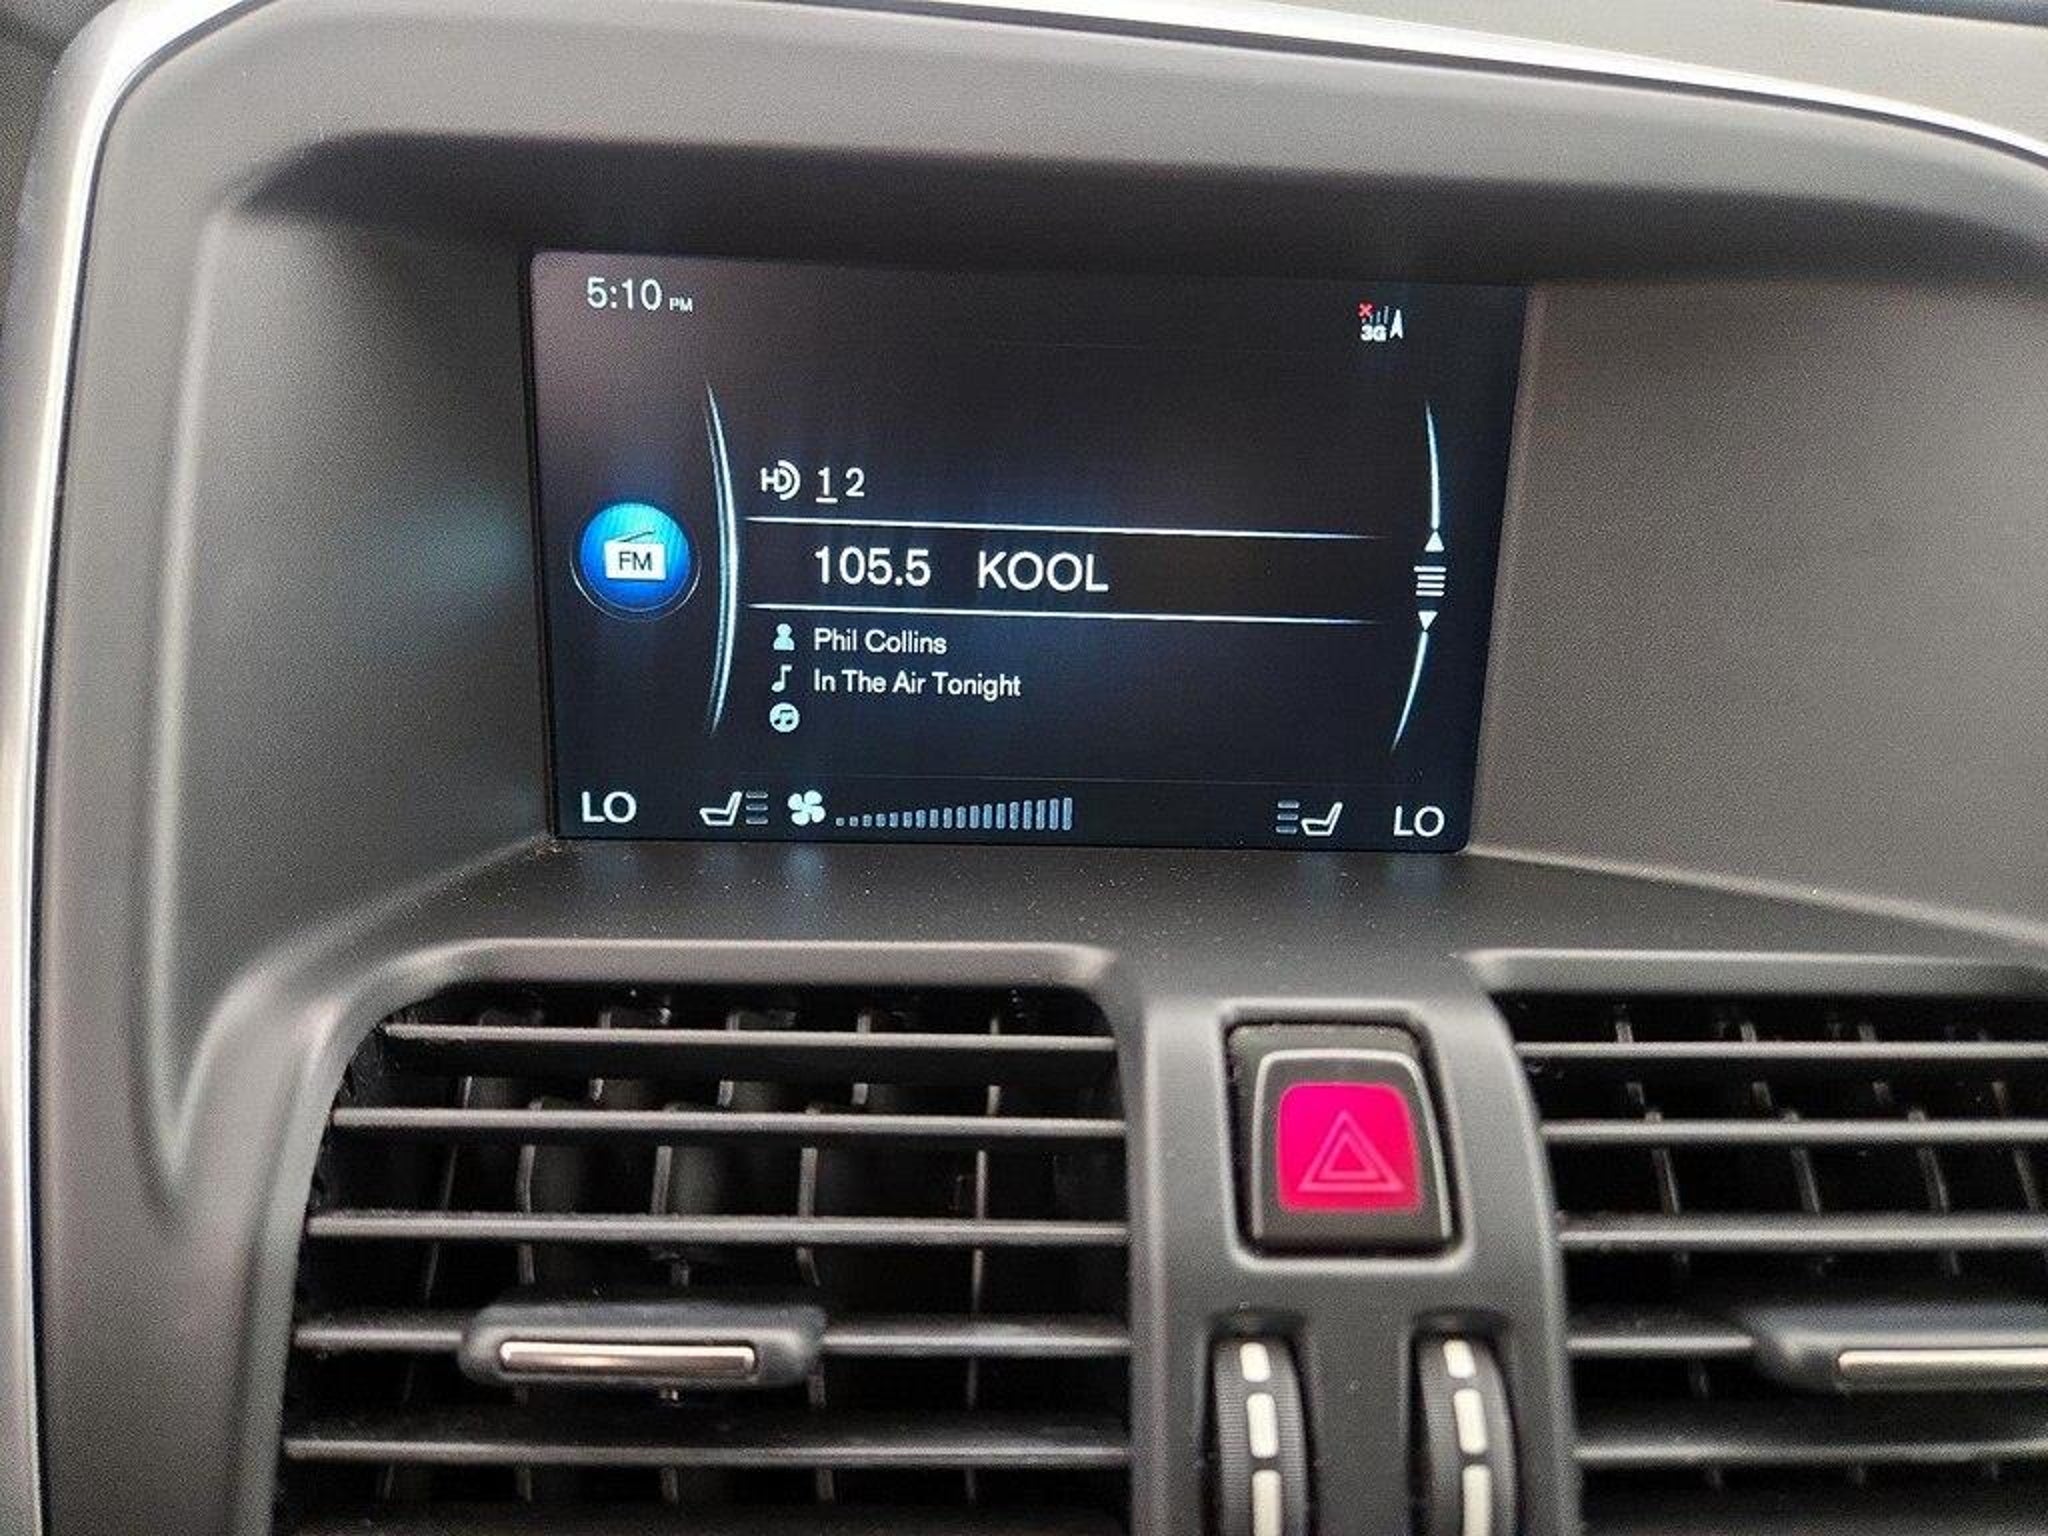 5:10 PM
3G
HD 1 2
FM
105.5 KOOL
Phil Collins
In The Air Tonight
LO LO